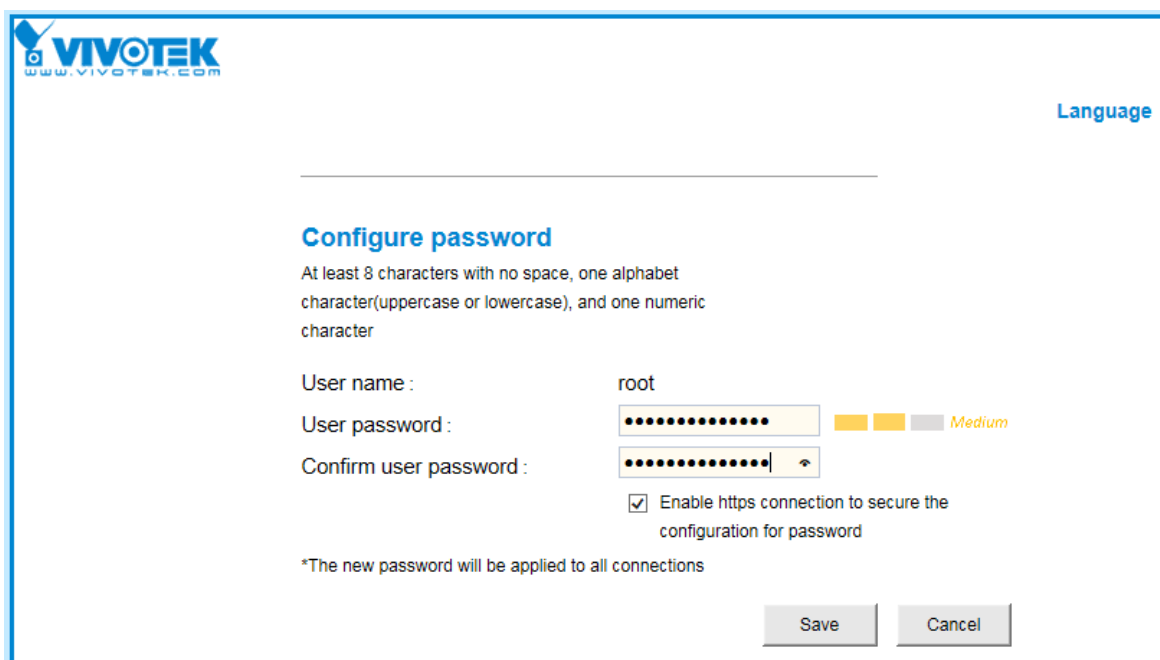 VIVOTEK
www.vivotek.com
Language
Configure password
At least 8 characters with no space, one alphabet
character(uppercase or lowercase), and one numeric
character
User name : root
User password : •••••••••••••• Medium
Confirm user password : ••••••••••••••
Enable https connection to secure the
configuration for password
*The new password will be applied to all connections
Save Cancel